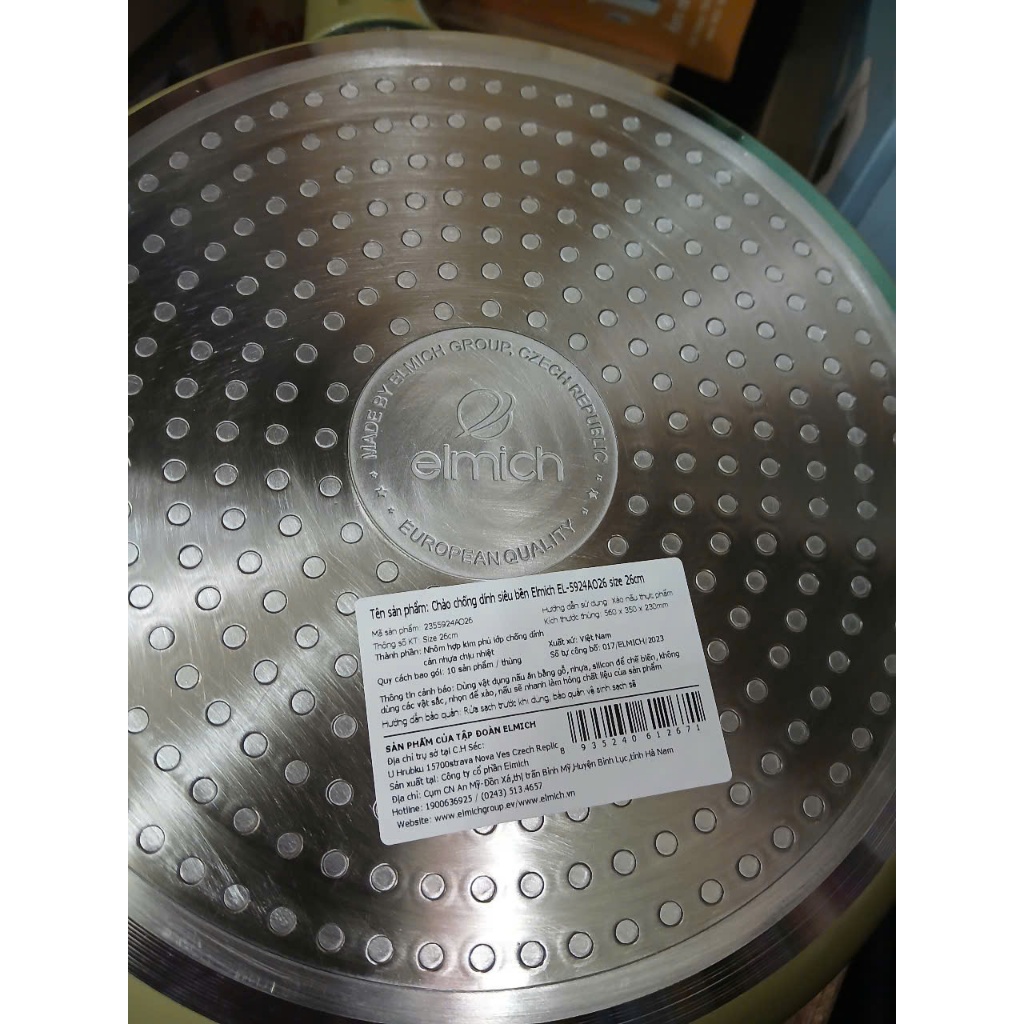 MADE BY ELMICH GROUP, CZECH REPUBLIC
elmich
EUROPEAN QUALITY
Tên sản phẩm: Chảo chống dính siêu bền Elmich EL-5924AO26 size 26cm
Mã sản phẩm: 2355924AO26
Thông số KT: Size 26cm
Thành phần: Nhôm hợp kim phủ lớp chống dính
cán nhựa chịu nhiệt
Quy cách bao gói: 10 sản phẩm / thùng
Hướng dẫn sử dụng: Xào nấu thực phẩm
Kích thước thùng: 560 x 350 x 230mm
Xuất xứ: Việt Nam
Số tự công bố: 017/ELMICH/2023
Thông tin cảnh báo: Dùng vật dụng nấu ăn bằng gỗ, nhựa, silicon để chế biến, không
dùng các vật sắc, nhọn để xào, nấu sẽ nhanh làm hỏng chất liệu của sản phẩm
Hướng dẫn bảo quản: Rửa sạch trước khi dùng, bảo quản vệ sinh sạch sẽ
SẢN PHẨM CỦA TẬP ĐOÀN ELMICH
Địa chỉ trụ sở tại C.H Séc:
U Hrubku 15700strava Nova Ves Czech Replic
Sản xuất tại: Công ty cổ phần Elmich
Địa chỉ: Cụm CN An Mỹ-Đồn Xá,thị trấn Bình Mỹ,Huyện Bình Lục,tỉnh Hà Nam
Hotline: 1900636925 / (0243) 513.4657
Website: www.elmichgroup.ev/www.elmich.vn
8 935240 612671